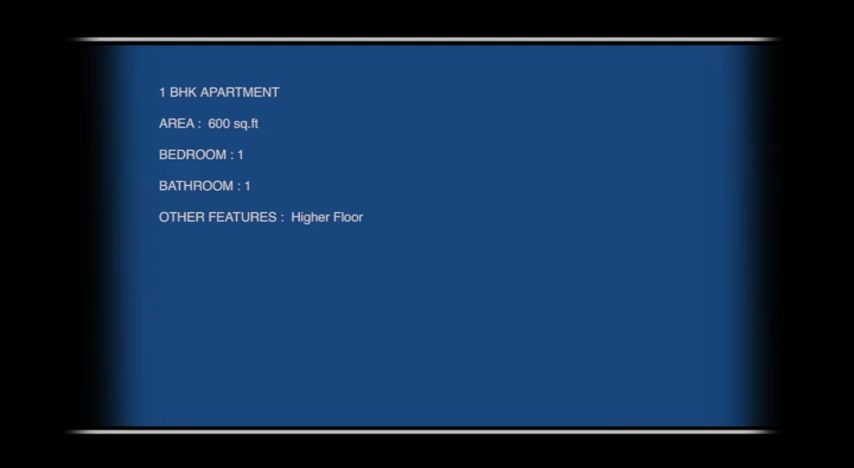 1 BHK APARTMENT
AREA :  600 sq.ft
BEDROOM : 1
BATHROOM : 1
OTHER FEATURES :  Higher Floor